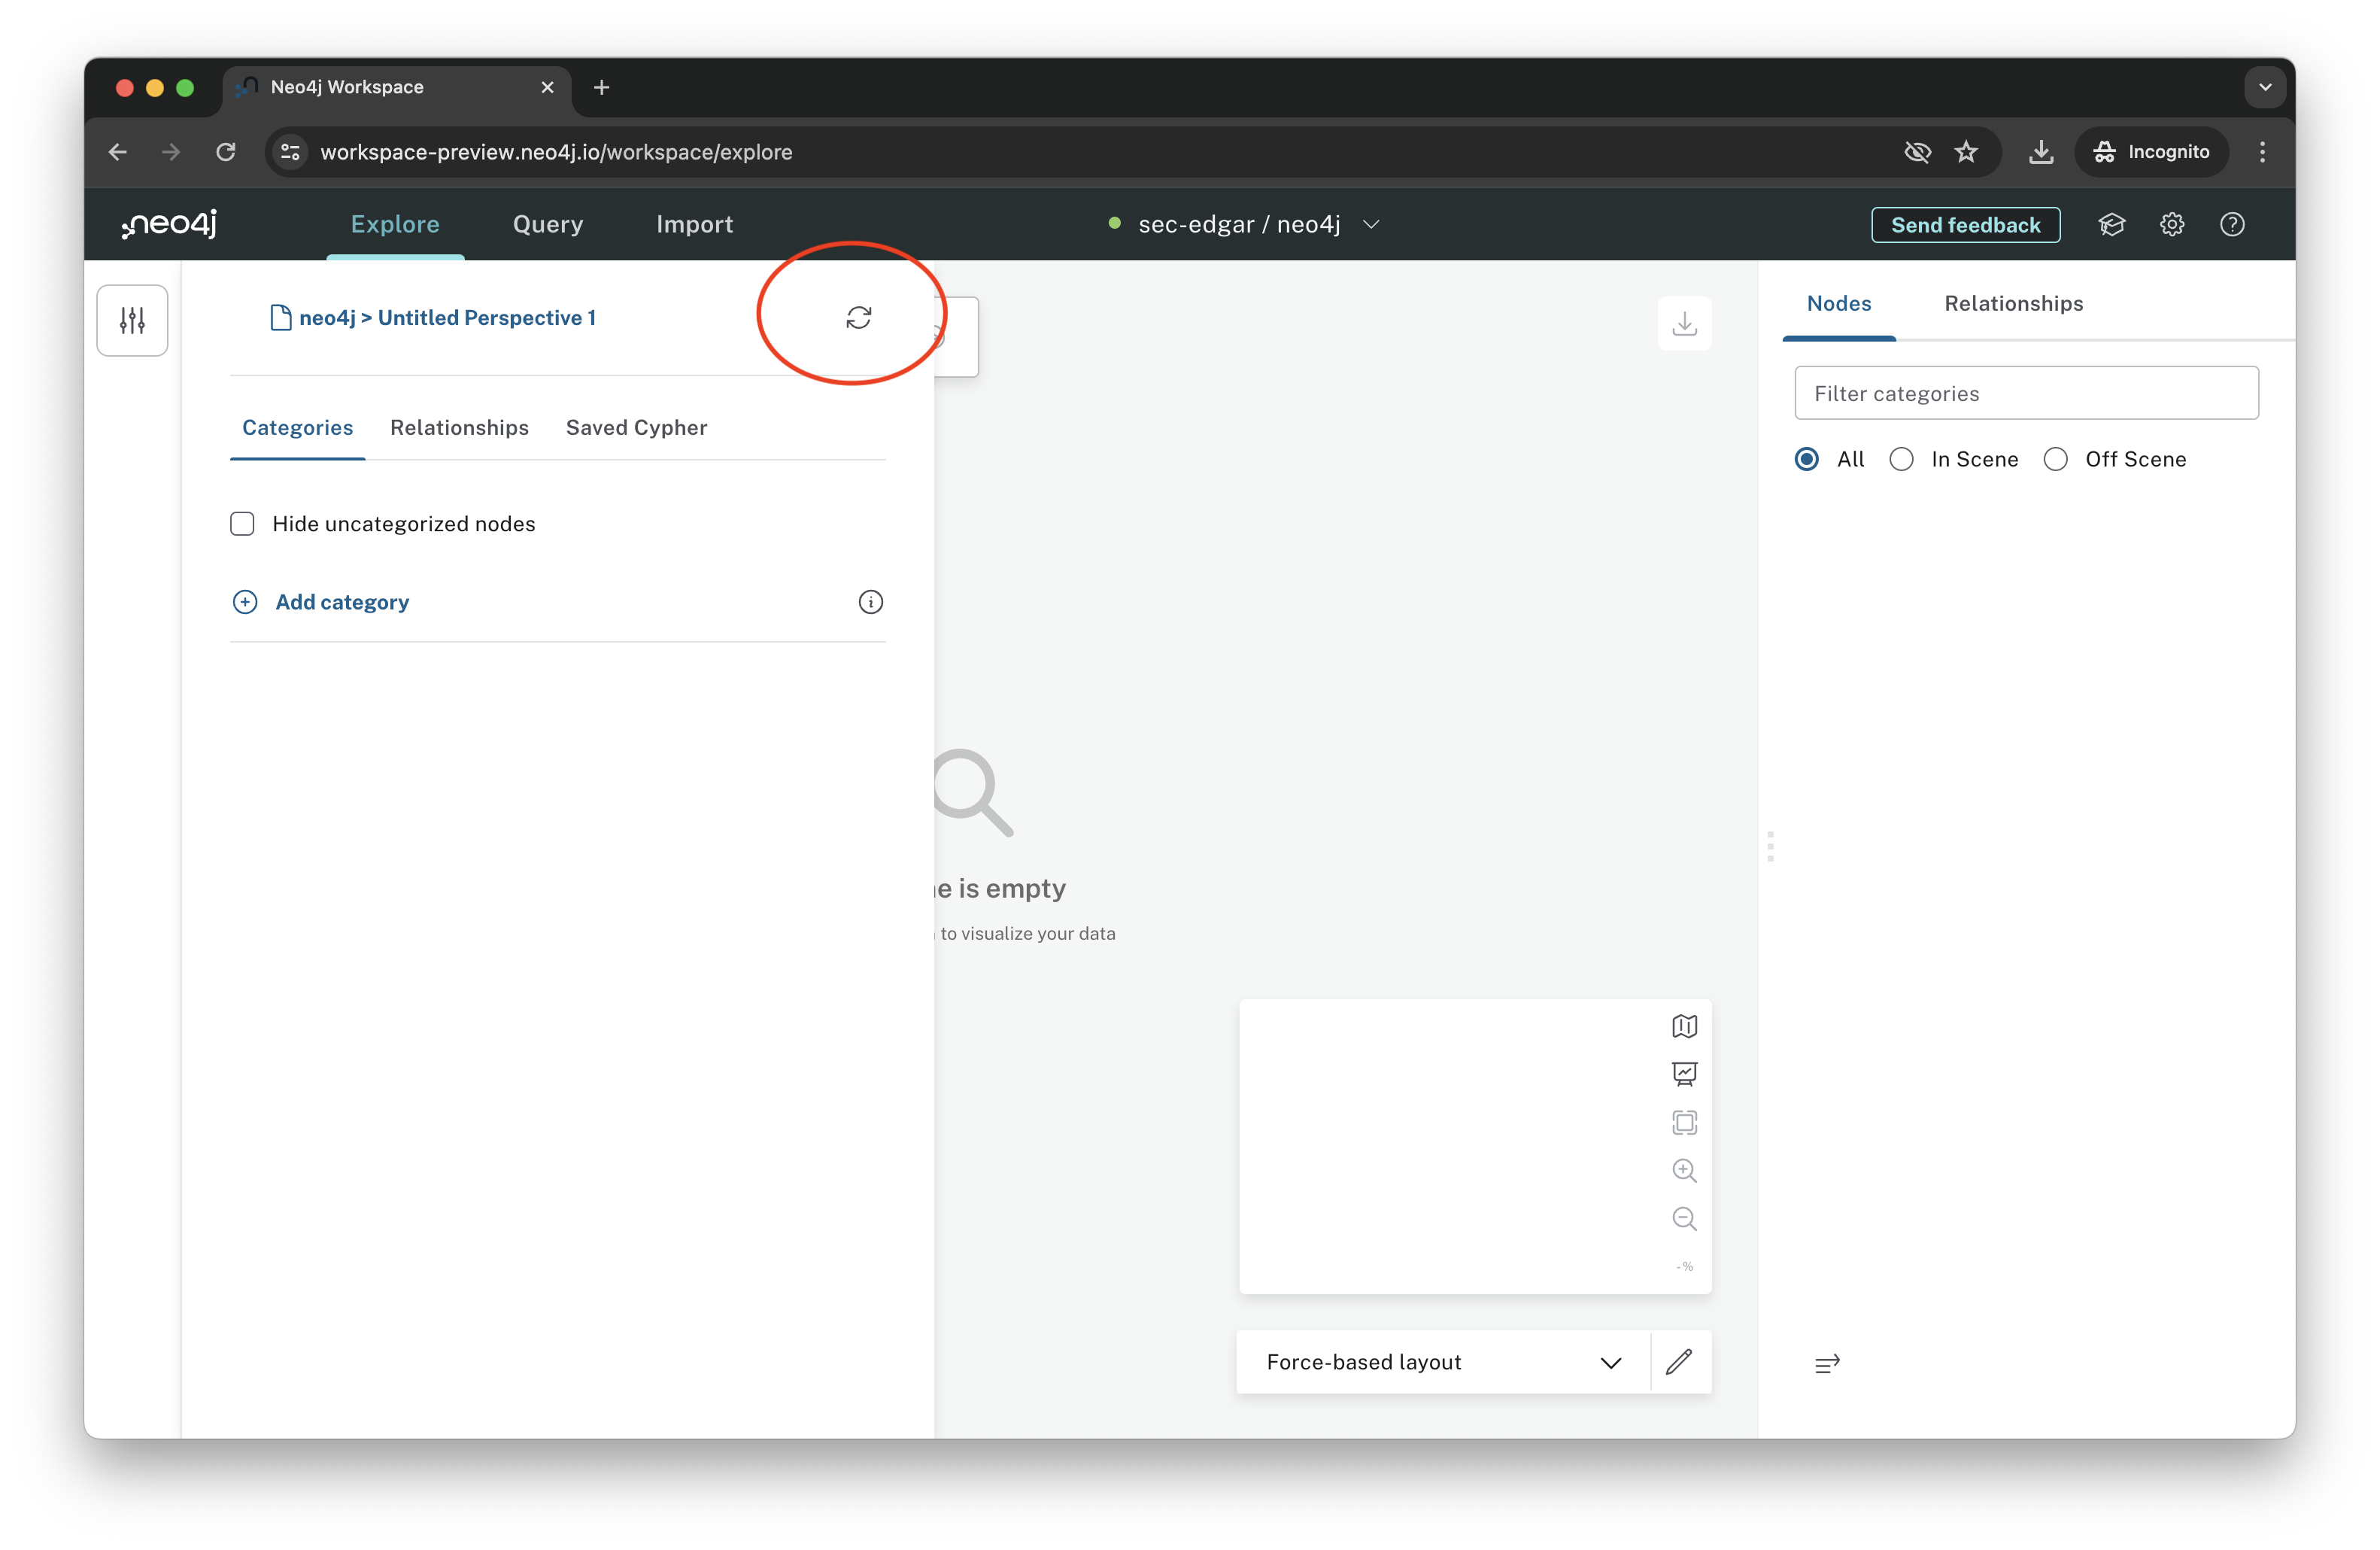 Neo4j Workspace
workspace-preview.neo4j.io/workspace/explore
Incognito
neo4j
Explore
Query
Import
sec-edgar / neo4j
Send feedback
neo4j > Untitled Perspective 1
Categories
Relationships
Saved Cypher
Hide uncategorized nodes
Add category
is empty
to visualize your data
-%
Force-based layout
Nodes
Relationships
Filter categories
All
In Scene
Off Scene